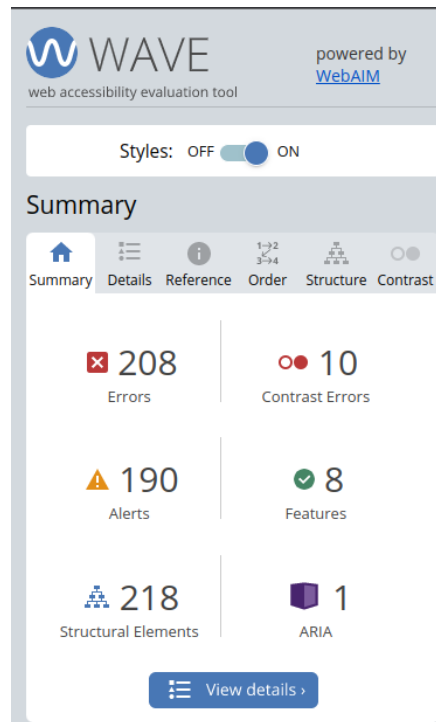 WAVE
web accessibility evaluation tool
powered by
WebAIM
Styles: OFF ON
Summary
1→2
3→4
Summary Details Reference Order Structure Contrast
208
Errors
10
Contrast Errors
190
Alerts
8
Features
218
Structural Elements
1
ARIA
View details ›